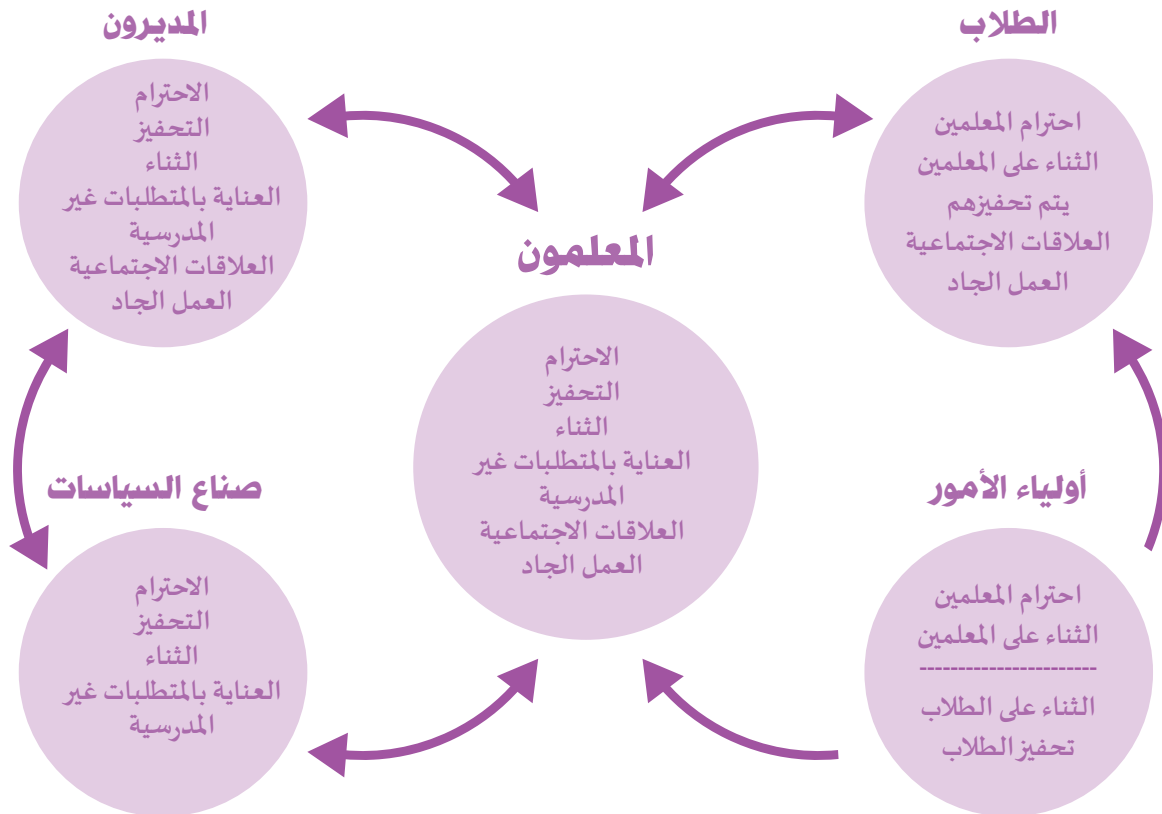 الطلاب
احترام المعلمين
الثناء على المعلمين
يتم تحفيزهم
العلاقات الاجتماعية
العمل الجاد
المديرون
الاحترام
التحفيز
الثناء
العناية بالمتطلبات غير
المدرسية
العلاقات الاجتماعية
العمل الجاد
المعلمون
الاحترام
التحفيز
الثناء
العناية بالمتطلبات غير
المدرسية
العلاقات الاجتماعية
العمل الجاد
أولياء الأمور
احترام المعلمين
الثناء على المعلمين
-----------------------
الثناء على الطلاب
تحفيز الطلاب
صناع السياسات
الاحترام
التحفيز
الثناء
العناية بالمتطلبات غير
المدرسية